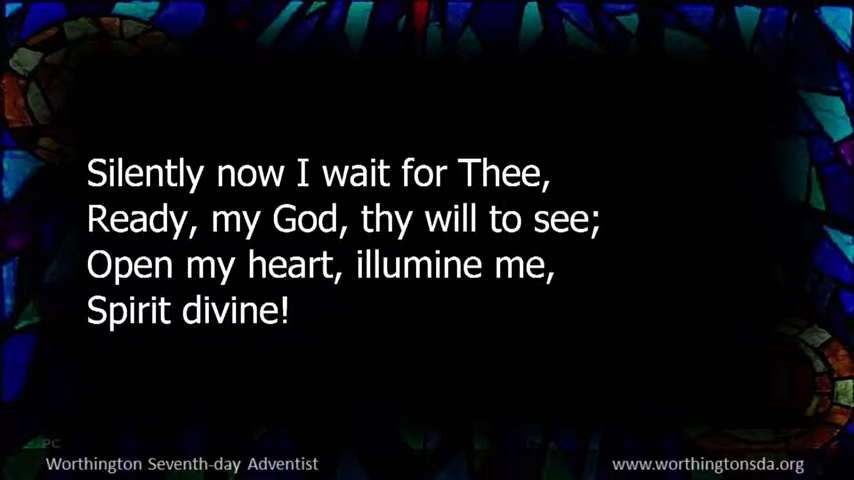 Silently now I wait for Thee,
Ready, my God, thy will to see;
Open my heart, illumine me,
Spirit divine!
PC
Worthington Seventh-day Adventist
www.worthingtonsda.org